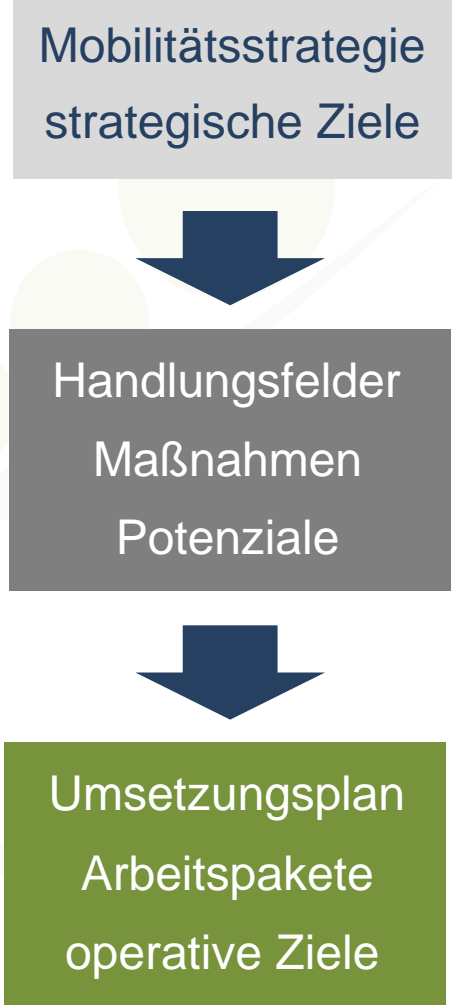 Mobilitätsstrategie
strategische Ziele
Handlungsfelder
Maßnahmen
Potenziale
Umsetzungsplan
Arbeitspakete
operative Ziele